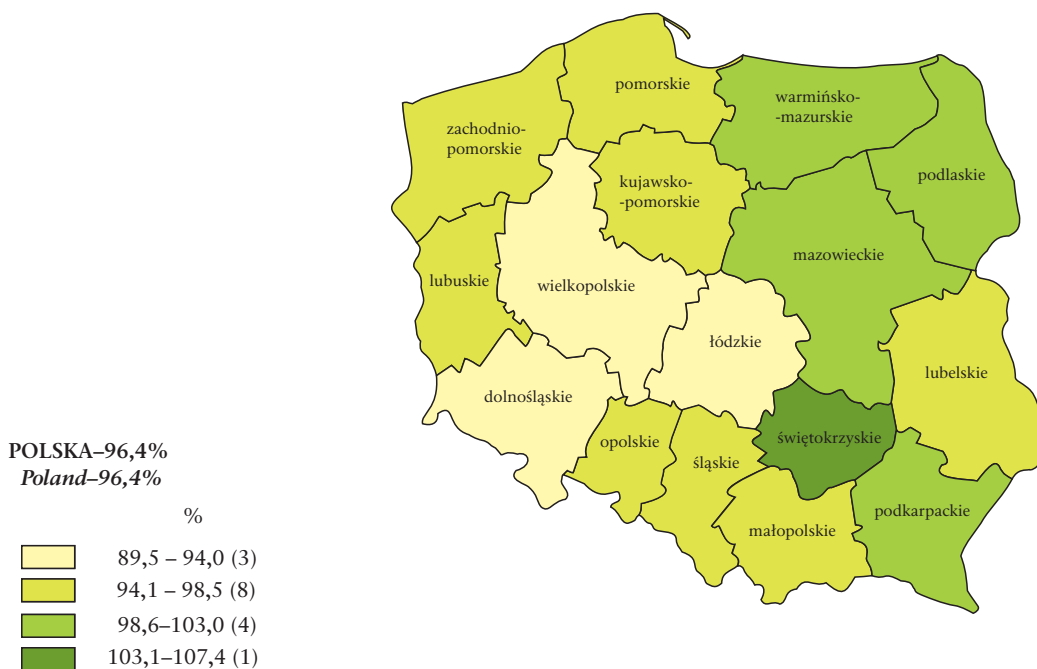 pomorskie
warmińsko-
-mazurskie
zachodnio-
pomorskie
podlaskie
kujawsko-
-pomorskie
mazowieckie
lubuskie
wielkopolskie
łódzkie
lubelskie
dolnośląskie
opolskie
świętokrzyskie
śląskie
podkarpackie
małopolskie
POLSKA–96,4%
Poland–96,4%
%
89,5 – 94,0 (3)
94,1 – 98,5 (8)
98,6–103,0 (4)
103,1–107,4 (1)